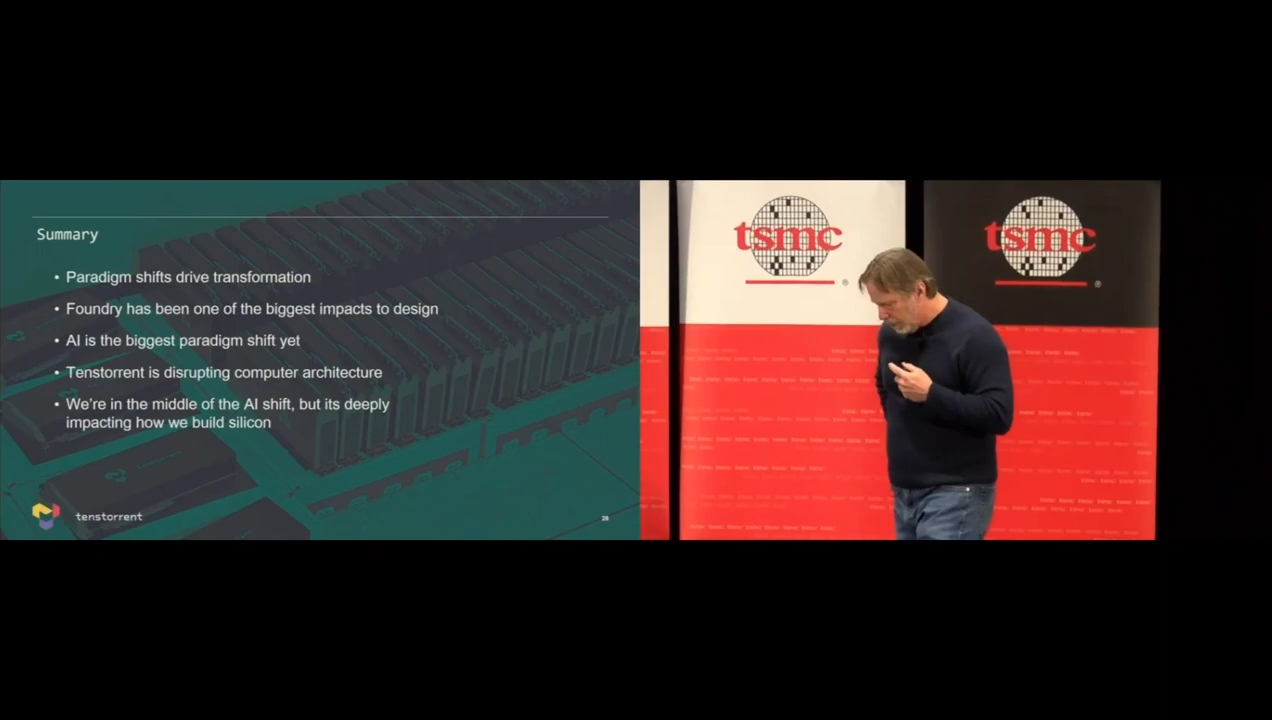 Summary
• Paradigm shifts drive transformation
• Foundry has been one of the biggest impacts to design
• AI is the biggest paradigm shift yet
• Tenstorrent is disrupting computer architecture
• We're in the middle of the AI shift, but its deeply
impacting how we build silicon
tenstorrent
28
tsmc
®
tsmc
®